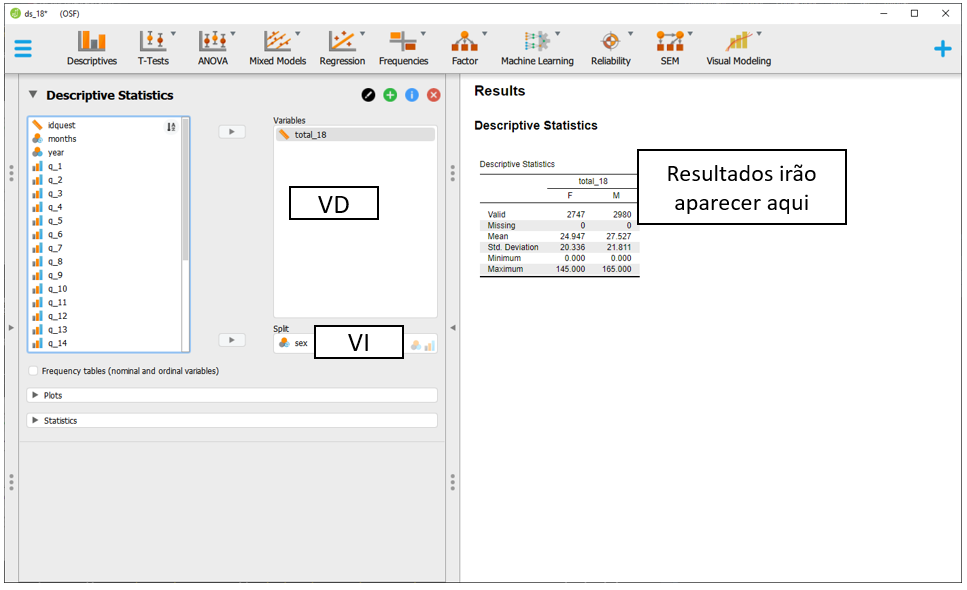 ds_18* (OSF)
Descriptives T-Tests ANOVA Mixed Models Regression Frequencies Factor Machine Learning Reliability SEM Visual Modeling
Descriptive Statistics
idquest
months
year
q_1
q_2
q_3
q_4
q_5
q_6
q_7
q_8
q_9
q_10
q_11
q_12
q_13
q_14
Variables
total_18
VD
Split
sex
VI
Frequency tables (nominal and ordinal variables)
Plots
Statistics
Results
Descriptive Statistics
Descriptive Statistics
total_18
F M
Valid 2747 2980
Missing 0 0
Mean 24.947 27.527
Std. Deviation 20.336 21.811
Minimum 0.000 0.000
Maximum 145.000 165.000
Resultados irão
aparecer aqui